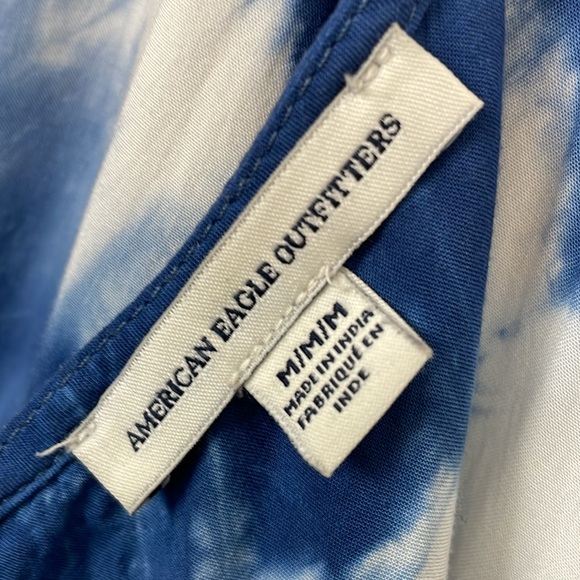 AMERICAN EAGLE OUTFITTERS
M/M/M
MADE IN INDIA
FABRIQUÉ EN
INDE